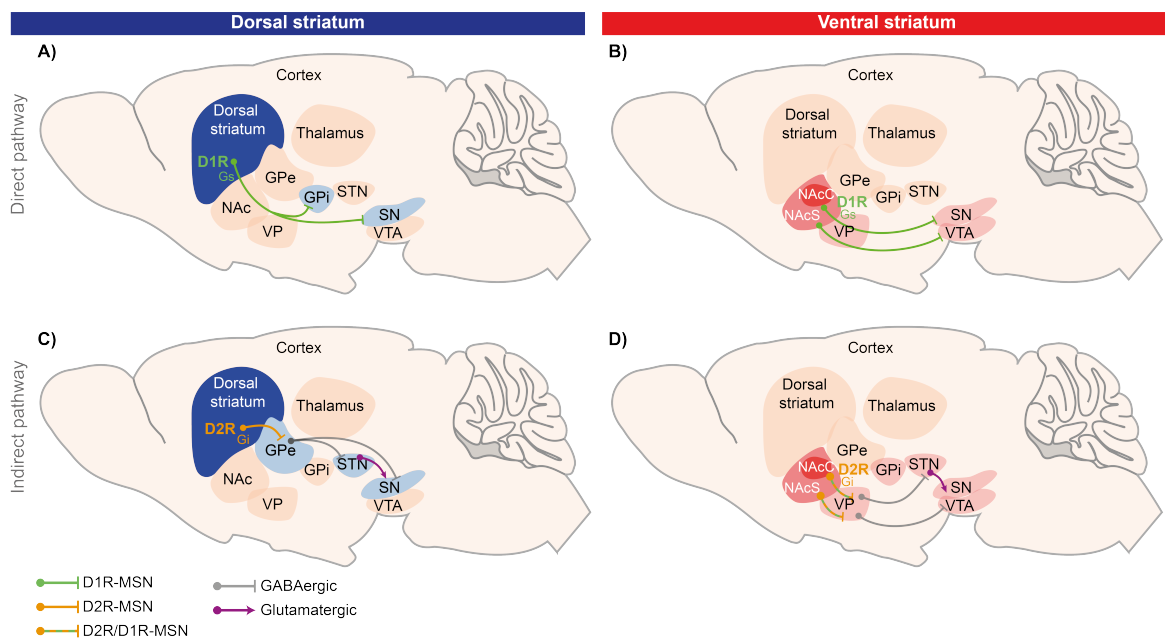 Dorsal striatum
Ventral striatum
Direct pathway
A)
Cortex
Dorsal
striatum
Thalamus
D1R
Gs
GPe
GPi
STN
NAc
VP
SN
VTA
B)
Cortex
Dorsal
striatum
Thalamus
GPe
NAcC
D1R
Gs
GPi
STN
NAcS
VP
SN
VTA
Indirect pathway
C)
Cortex
Dorsal
striatum
Thalamus
D2R
Gi
GPe
GPi
STN
NAc
VP
SN
VTA
D)
Cortex
Dorsal
striatum
Thalamus
GPe
NAcC
D2R
Gi
GPi
STN
NAcS
VP
SN
VTA
D1R-MSN
D2R-MSN
D2R/D1R-MSN
GABAergic
Glutamatergic